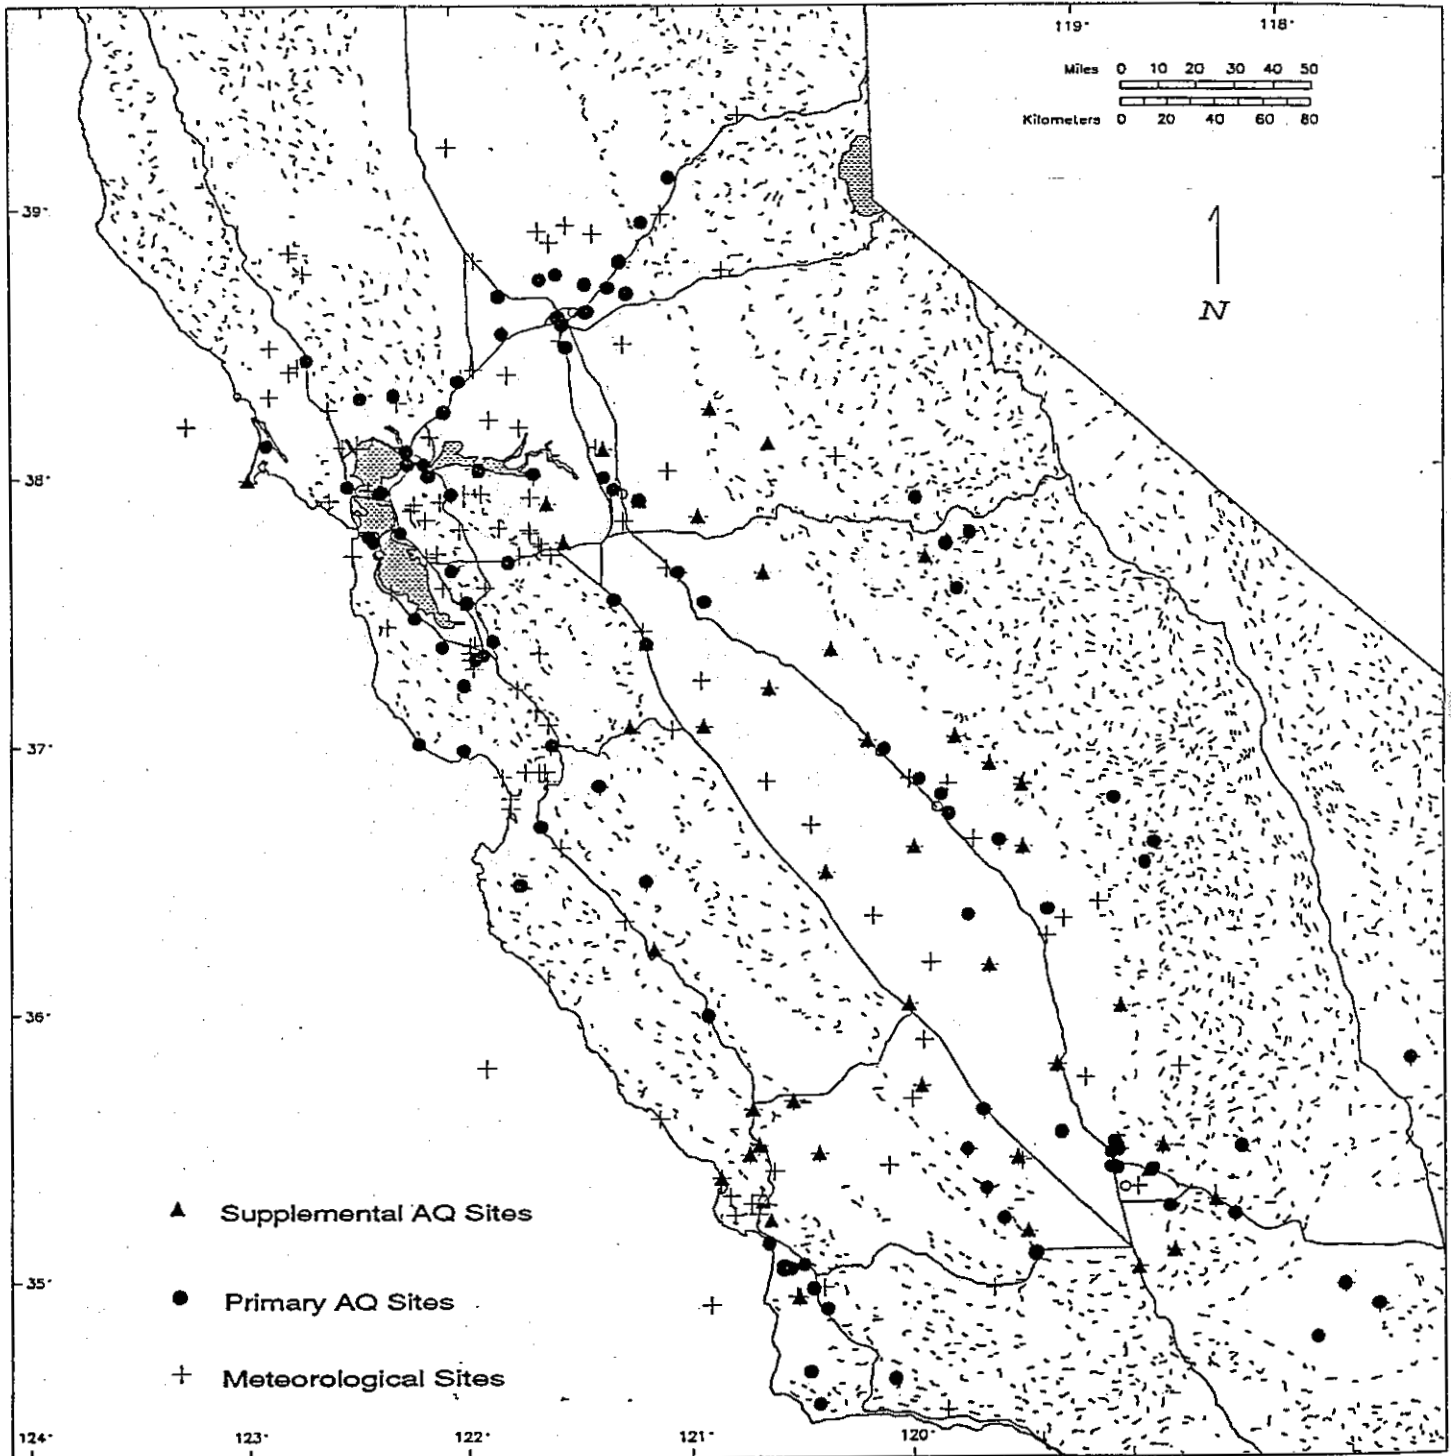 119°
118°
Miles 0 10 20 30 40 50
Kilometers 0 20 40 60 80
N
39°
38°
37°
36°
35°
Supplemental AQ Sites
Primary AQ Sites
Meteorological Sites
124°
123°
122°
121°
120°